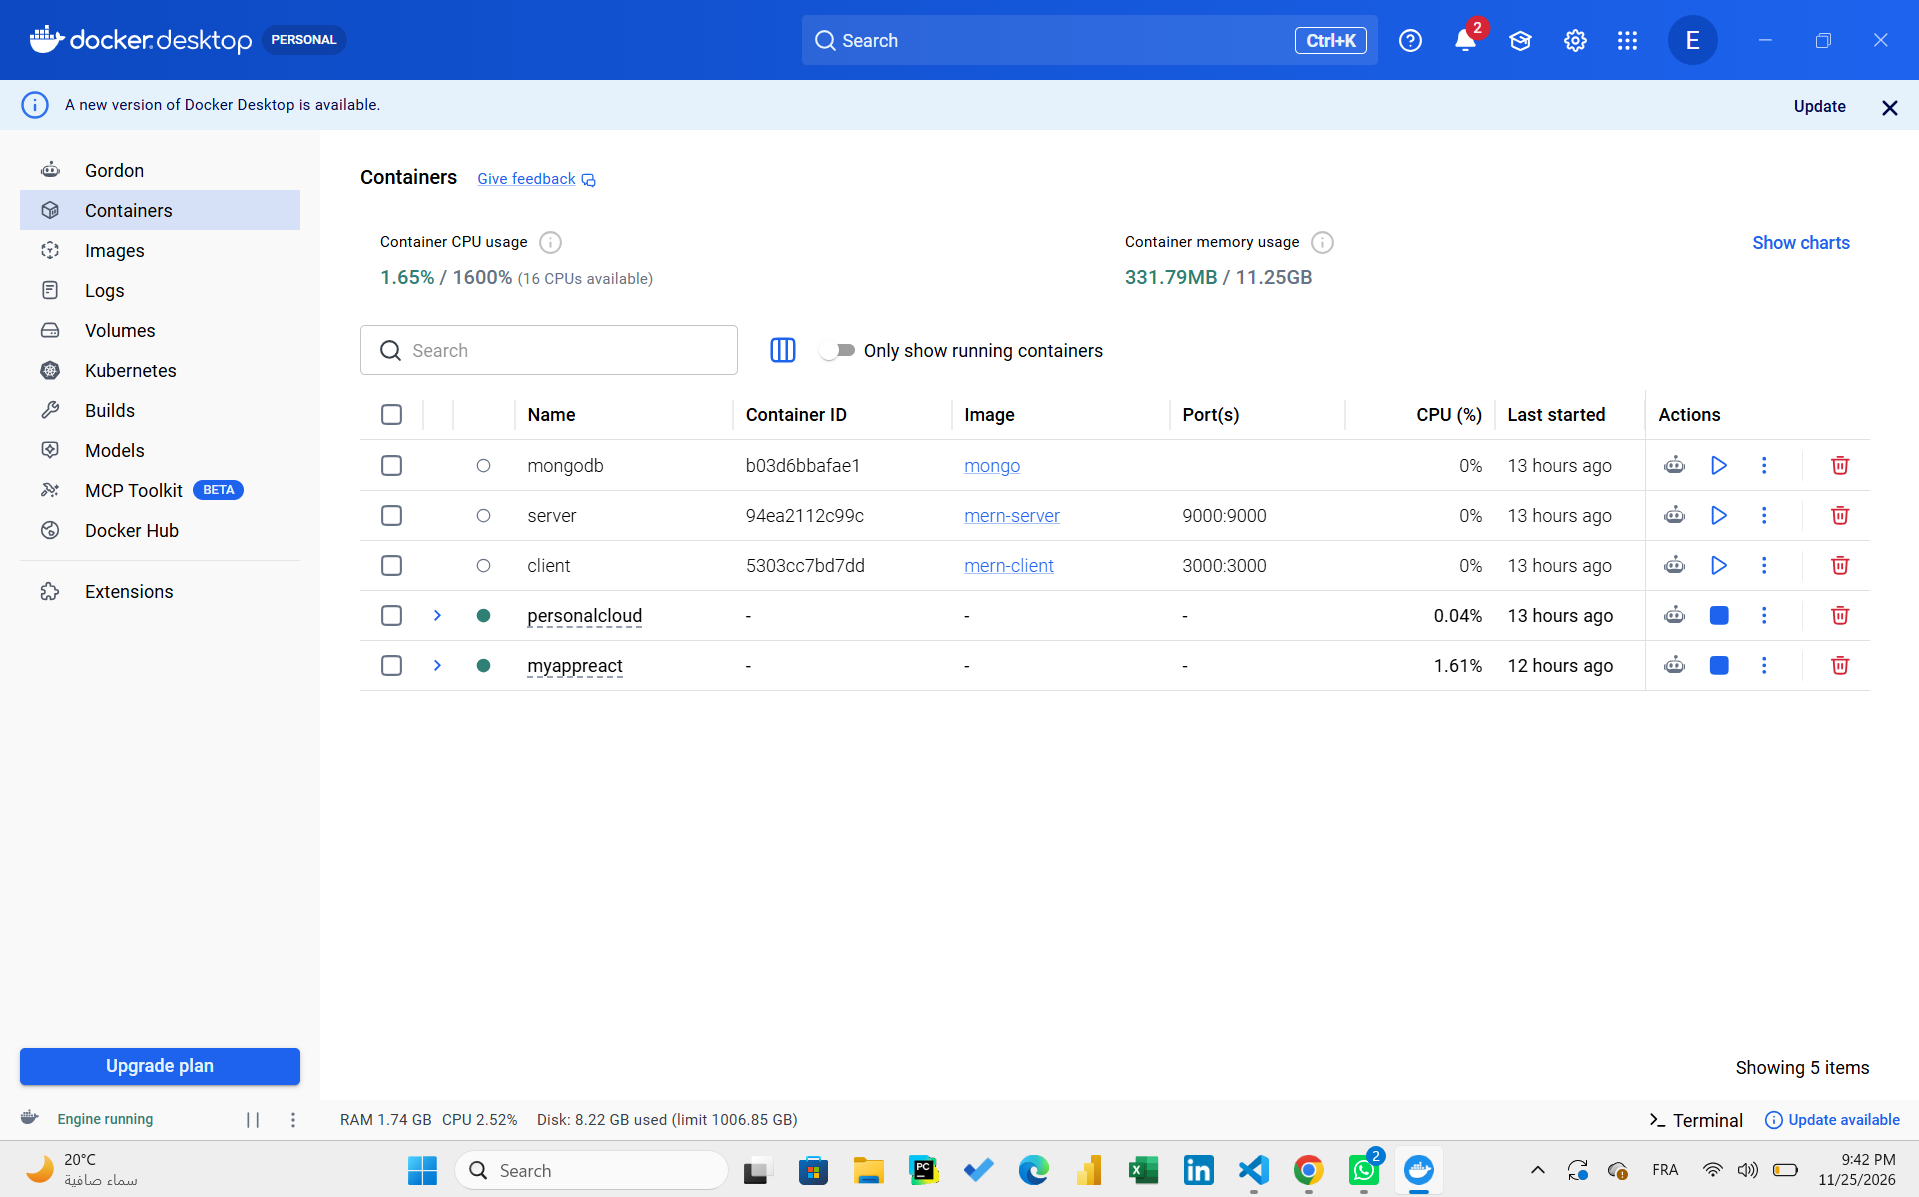 docker.desktop PERSONAL Search Ctrl+K 2 E
A new version of Docker Desktop is available. Update
Gordon
Containers
Images
Logs
Volumes
Kubernetes
Builds
Models
MCP Toolkit BETA
Docker Hub
Extensions
Containers Give feedback
Container CPU usage Container memory usage Show charts
1.65% / 1600% (16 CPUs available) 331.79MB / 11.25GB
Search Only show running containers
Name Container ID Image Port(s) CPU (%) Last started Actions
mongodb b03d6bbafae1 mongo 0% 13 hours ago
server 94ea2112c99c mern-server 9000:9000 0% 13 hours ago
client 5303cc7bd7dd mern-client 3000:3000 0% 13 hours ago
personalcloud - - - 0.04% 13 hours ago
myappreact - - - 1.61% 12 hours ago
Showing 5 items
Upgrade plan
Engine running RAM 1.74 GB CPU 2.52% Disk: 8.22 GB used (limit 1006.85 GB) Terminal Update available
20°C
سماء صافية
Search PC 2 FRA
9:42 PM
11/25/2026